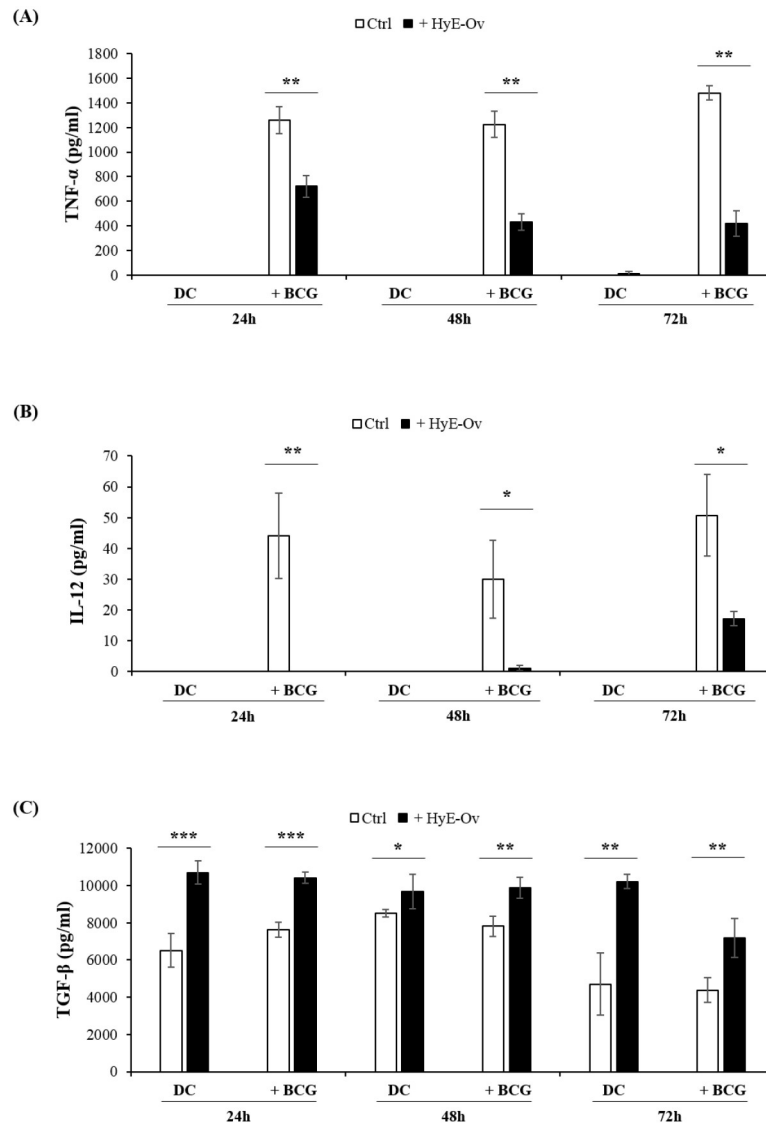 (A)
Ctrl + HyE-Ov
TNF-α (pg/ml)
1800
1600
1400
1200
1000
800
600
400
200
0
** ** **
DC + BCG DC + BCG DC + BCG
24h 48h 72h
(B)
Ctrl + HyE-Ov
IL-12 (pg/ml)
70
60
50
40
30
20
10
0
** * *
DC + BCG DC + BCG DC + BCG
24h 48h 72h
(C)
Ctrl + HyE-Ov
TGF-β (pg/ml)
12000
10000
8000
6000
4000
2000
0
*** *** * ** ** **
DC + BCG DC + BCG DC + BCG
24h 48h 72h